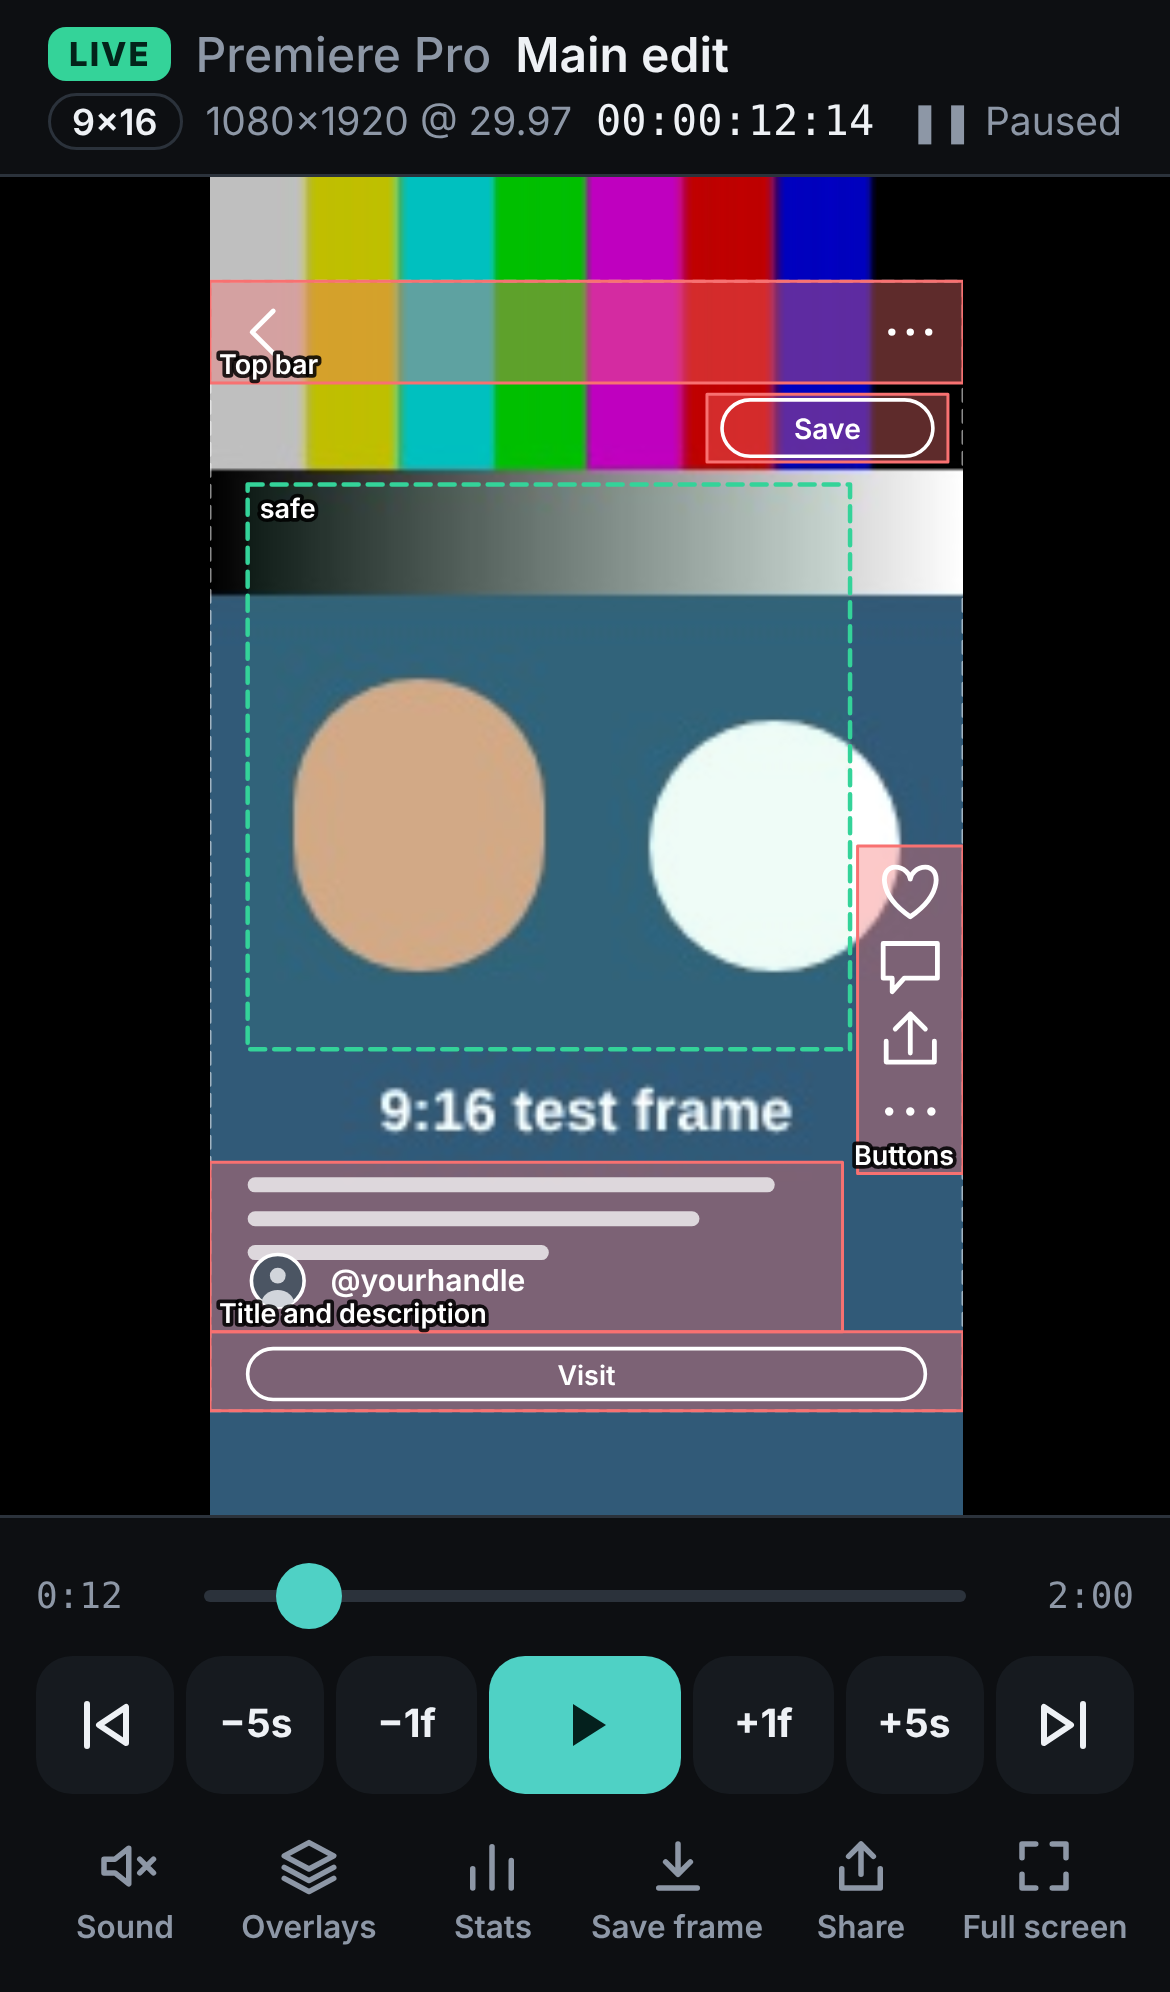 LIVE Premiere Pro Main edit
9×16 1080×1920 @ 29.97 00:00:12:14 Paused
Top bar
Save
safe
9:16 test frame
Buttons
@yourhandle
Title and description
Visit
0:12 2:00
−5s −1f +1f +5s
Sound Overlays Stats Save frame Share Full screen